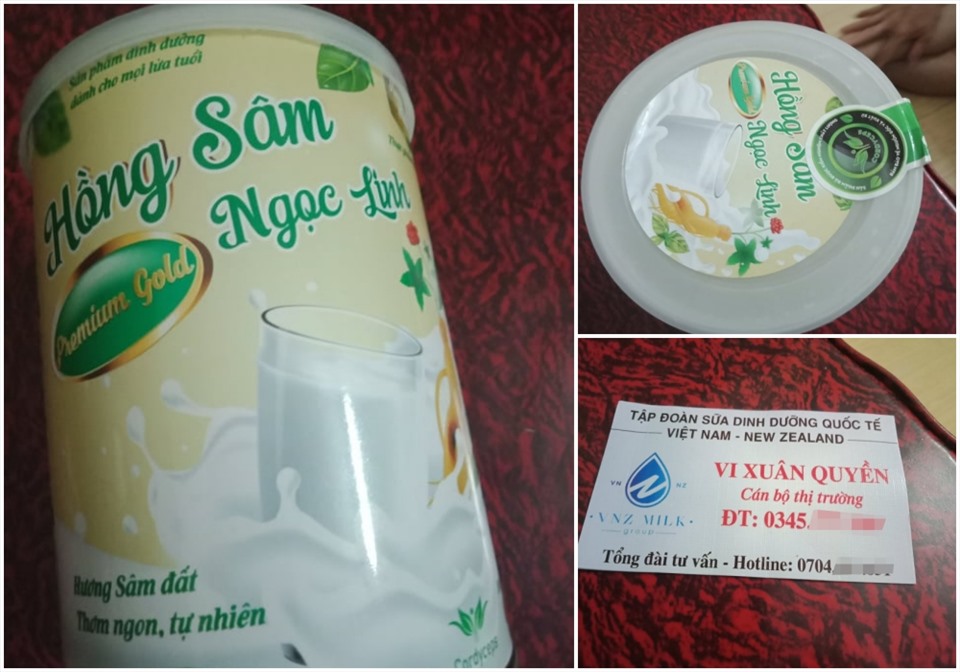 Sản phẩm dinh dưỡng
dành cho mọi lứa tuổi
Hồng Sâm
Ngọc Linh
Premium Gold
Hương Sâm đất
Thơm ngon, tự nhiên
Cordyceps
Hồng Sâm
Ngọc Linh
TẬP ĐOÀN SỮA DINH DƯỠNG QUỐC TẾ
VIỆT NAM - NEW ZEALAND
VN NZ
VNZ MILK
group
VI XUÂN QUYỀN
Cán bộ thị trường
ĐT: 0345.
Tổng đài tư vấn - Hotline: 0704.